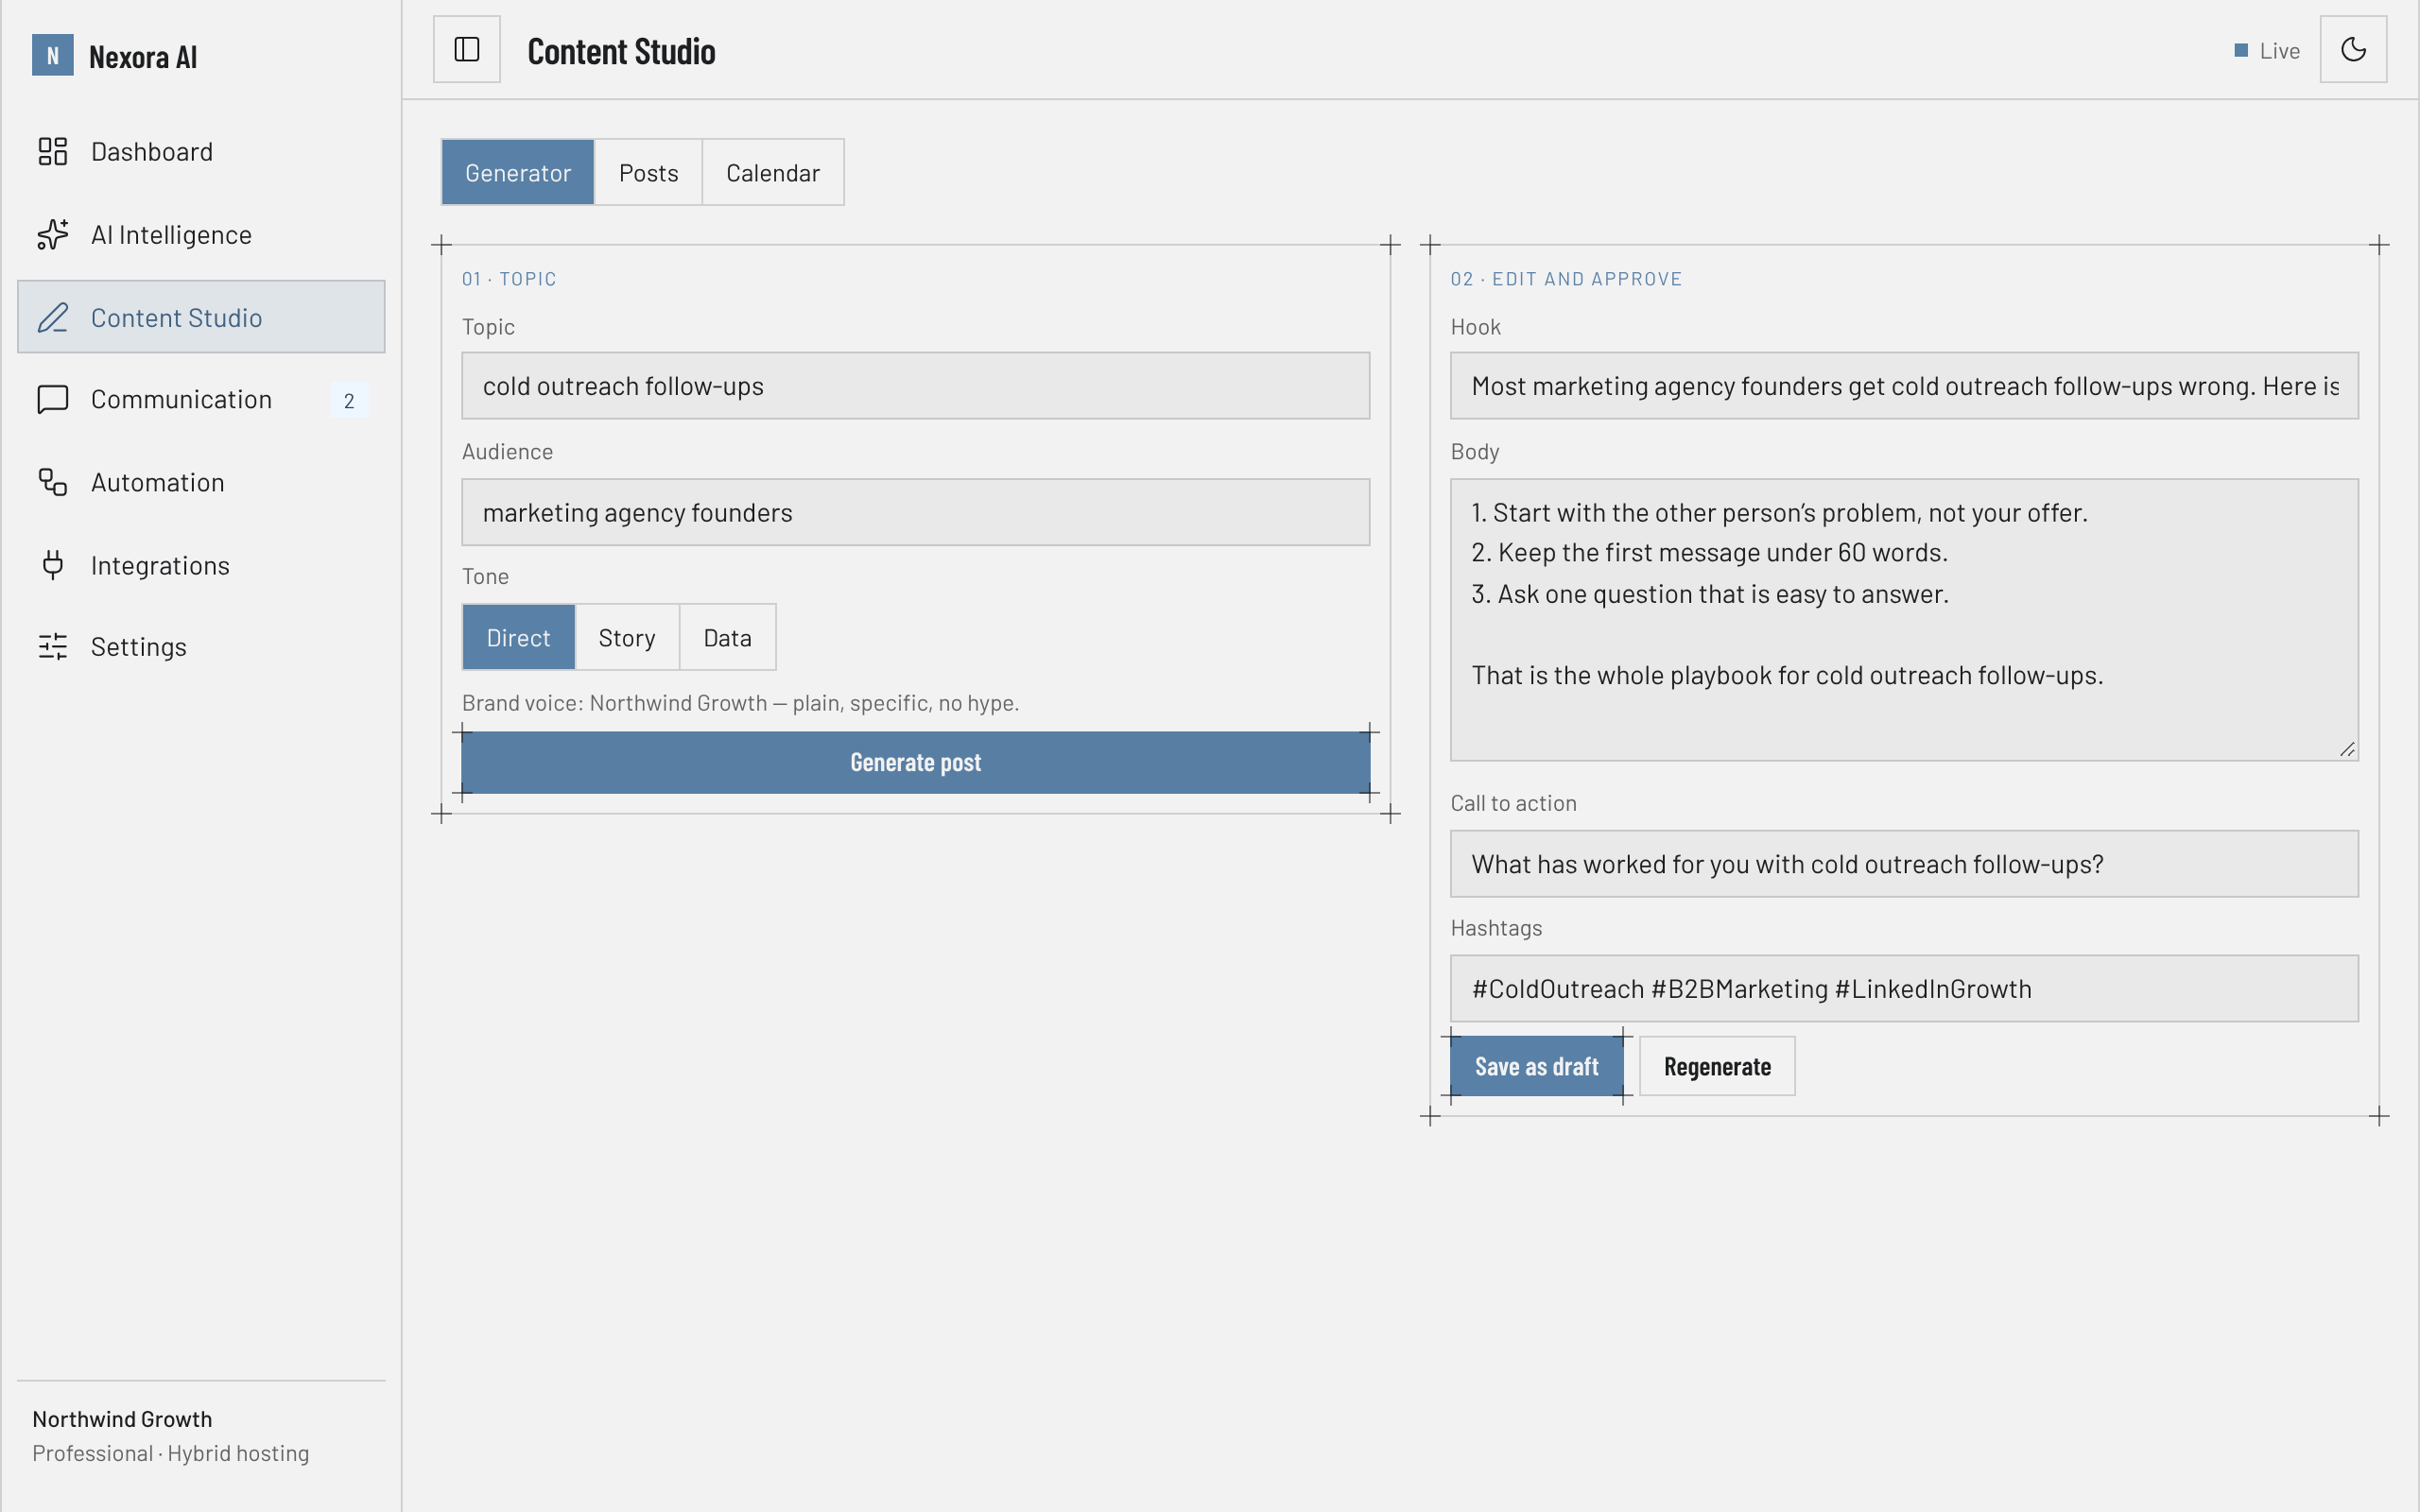 N Nexora AI
Dashboard
AI Intelligence
Content Studio
Communication 2
Automation
Integrations
Settings
Northwind Growth
Professional · Hybrid hosting
Content Studio
Live
Generator Posts Calendar
01 · TOPIC
Topic
cold outreach follow-ups
Audience
marketing agency founders
Tone
Direct Story Data
Brand voice: Northwind Growth — plain, specific, no hype.
Generate post
02 · EDIT AND APPROVE
Hook
Most marketing agency founders get cold outreach follow-ups wrong. Here is
Body
1. Start with the other person’s problem, not your offer.
2. Keep the first message under 60 words.
3. Ask one question that is easy to answer.
That is the whole playbook for cold outreach follow-ups.
Call to action
What has worked for you with cold outreach follow-ups?
Hashtags
#ColdOutreach #B2BMarketing #LinkedInGrowth
Save as draft Regenerate